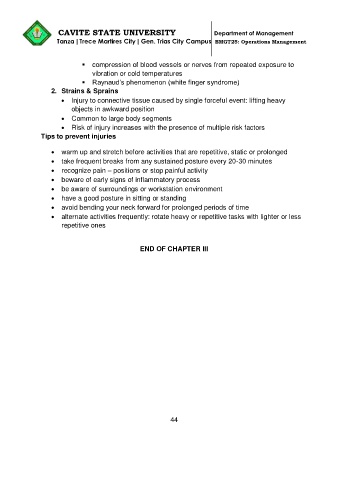 CAVITE STATE UNIVERSITY
Department of Management
Tanza | Trece Martires City | Gen. Trias City Campus
BMGT25: Operations Management
▪ compression of blood vessels or nerves from repeated exposure to
vibration or cold temperatures
▪ Raynaud's phenomenon (white finger syndrome)
2. Strains & Sprains
• Injury to connective tissue caused by single forceful event: lifting heavy
objects in awkward position
• Common to large body segments
• Risk of injury increases with the presence of multiple risk factors
Tips to prevent injuries
• warm up and stretch before activities that are repetitive, static or prolonged
• take frequent breaks from any sustained posture every 20-30 minutes
• recognize pain – positions or stop painful activity
• beware of early signs of inflammatory process
• be aware of surroundings or workstation environment
• have a good posture in sitting or standing
• avoid bending your neck forward for prolonged periods of time
• alternate activities frequently: rotate heavy or repetitive tasks with lighter or less
repetitive ones
END OF CHAPTER III
44